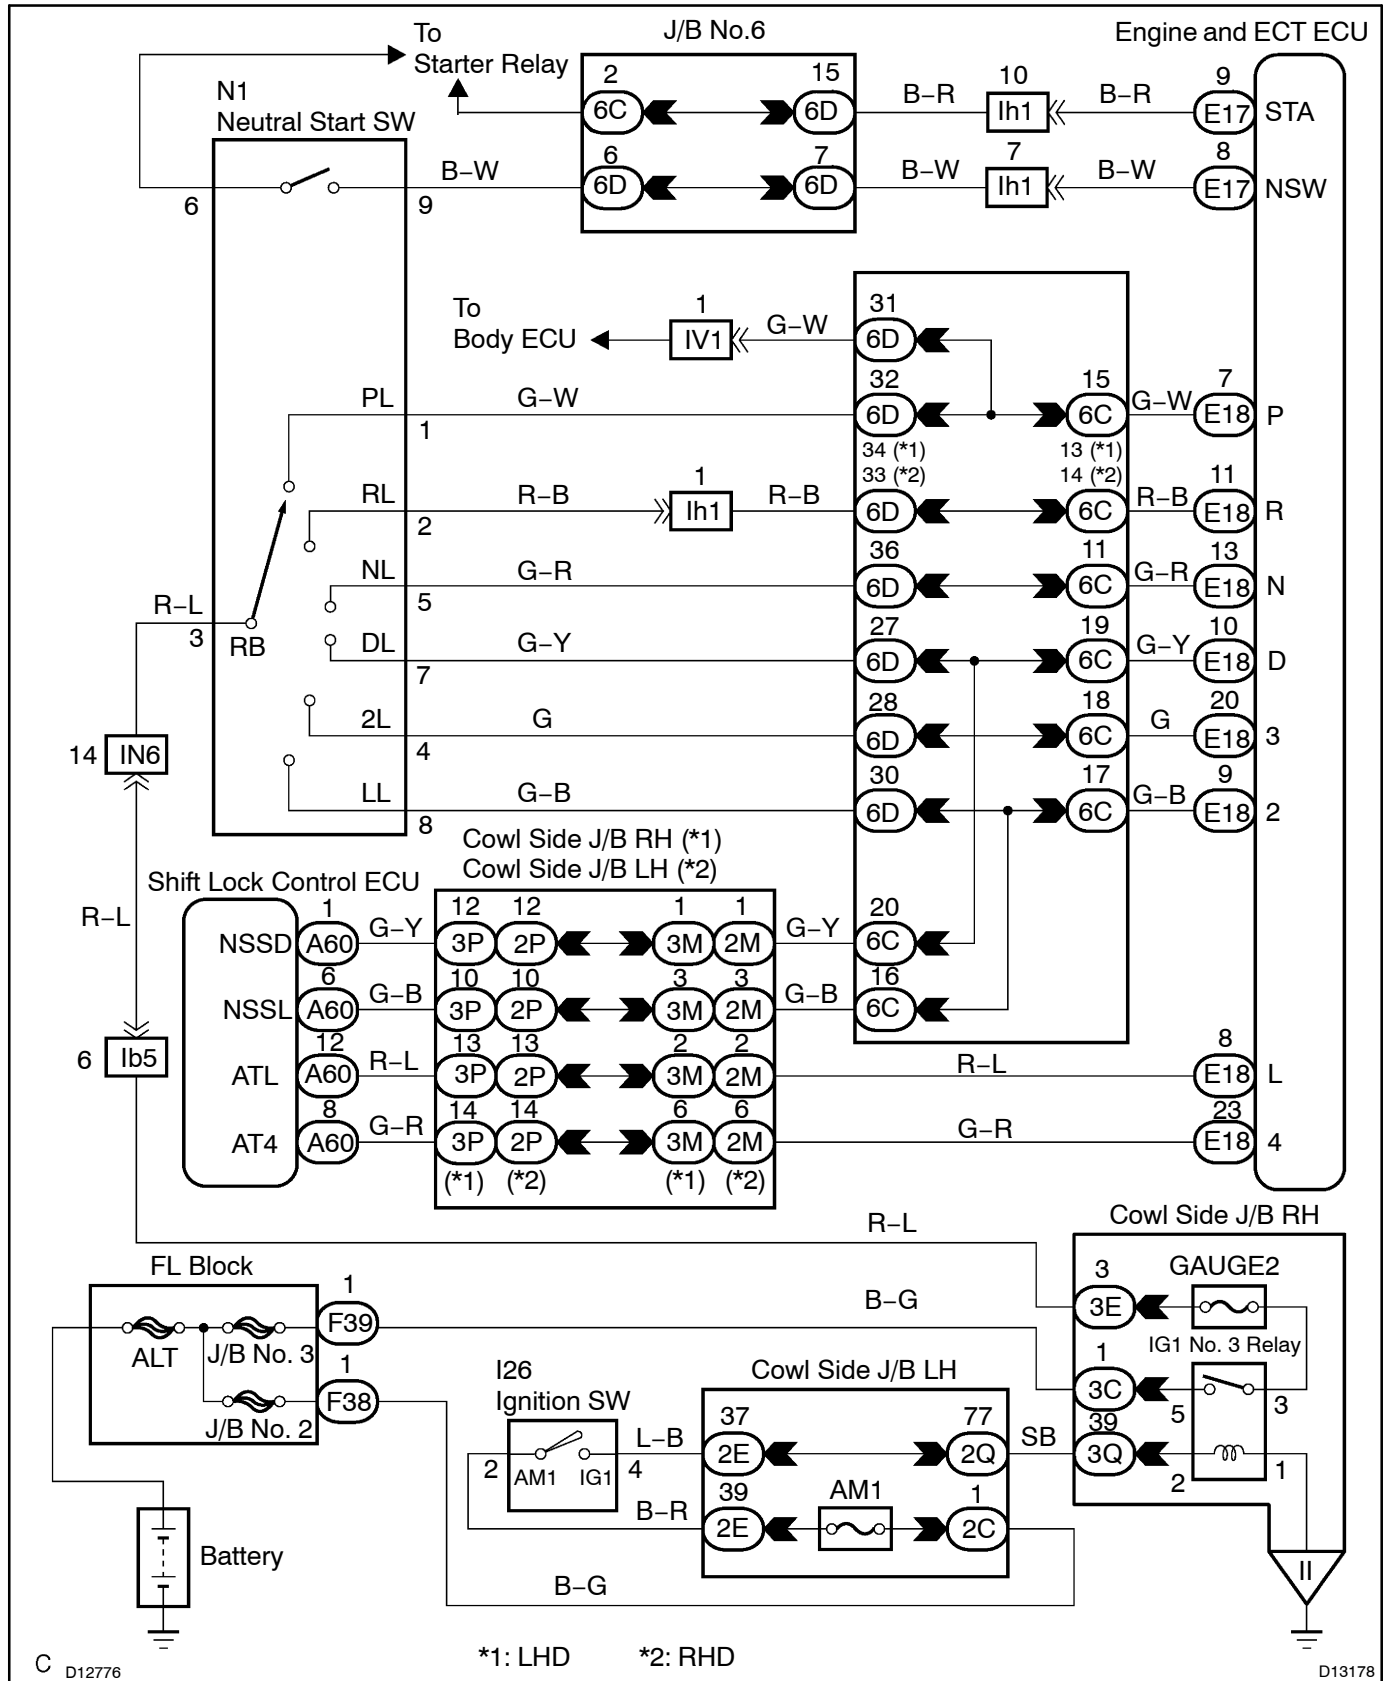 To
Starter Relay
J/B No.6
Engine and ECT ECU
N1
Neutral Start SW
2
6C
15
6D
B–R
10
Ih1
B–R
9
E17
STA
6
9
B–W
6
6D
7
6D
B–W
7
Ih1
B–W
8
E17
NSW
To
Body ECU
1
IV1
G–W
31
6D
PL
1
G–W
32
6D
15
6C
G–W
7
E18
P
34 (*1)
33 (*2)
13 (*1)
14 (*2)
RL
2
R–B
1
Ih1
R–B
6D
6C
R–B
11
E18
R
NL
5
G–R
36
6D
11
6C
G–R
13
E18
N
R–L
3
RB
DL
7
G–Y
27
6D
19
6C
G–Y
10
E18
D
2L
4
G
28
6D
18
6C
G
20
E18
3
14
IN6
LL
8
G–B
30
6D
17
6C
G–B
9
E18
2
Cowl Side J/B RH (*1)
Cowl Side J/B LH (*2)
Shift Lock Control ECU
R–L
NSSD
1
A60
G–Y
12
3P
12
2P
1
3M
1
2M
G–Y
20
6C
NSSL
6
A60
G–B
10
3P
10
2P
3
3M
3
2M
G–B
16
6C
6
Ib5
ATL
12
A60
R–L
13
3P
13
2P
2
3M
2
2M
R–L
8
E18
L
AT4
8
A60
G–R
14
3P
14
2P
6
3M
6
2M
G–R
23
E18
4
(*1)
(*2)
(*1)
(*2)
R–L
Cowl Side J/B RH
FL Block
1
F39
B–G
3
3E
GAUGE2
ALT
J/B No. 3
IG1 No. 3 Relay
1
F38
J/B No. 2
1
3C
5
3
I26
Ignition SW
Cowl Side J/B LH
2
AM1
IG1
4
L–B
37
2E
77
2Q
SB
39
3Q
2
1
B–R
39
2E
AM1
1
2C
Battery
B–G
II
*1: LHD
*2: RHD
C
D12776
D13178